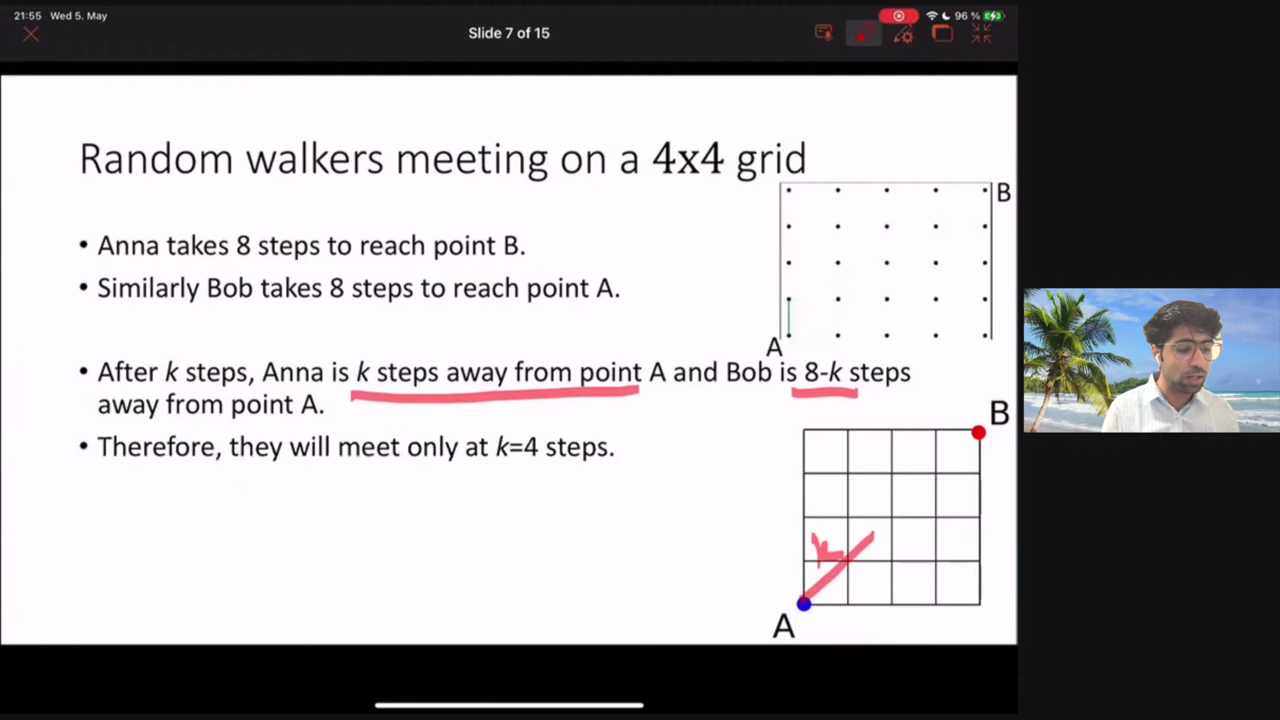 21:55 Wed 5. May
96 %
Slide 7 of 15
Random walkers meeting on a 4x4 grid
B
• Anna takes 8 steps to reach point B.
• Similarly Bob takes 8 steps to reach point A.
A
• After k steps, Anna is k steps away from point A and Bob is 8-k steps
away from point A.
B
• Therefore, they will meet only at k=4 steps.
k
A